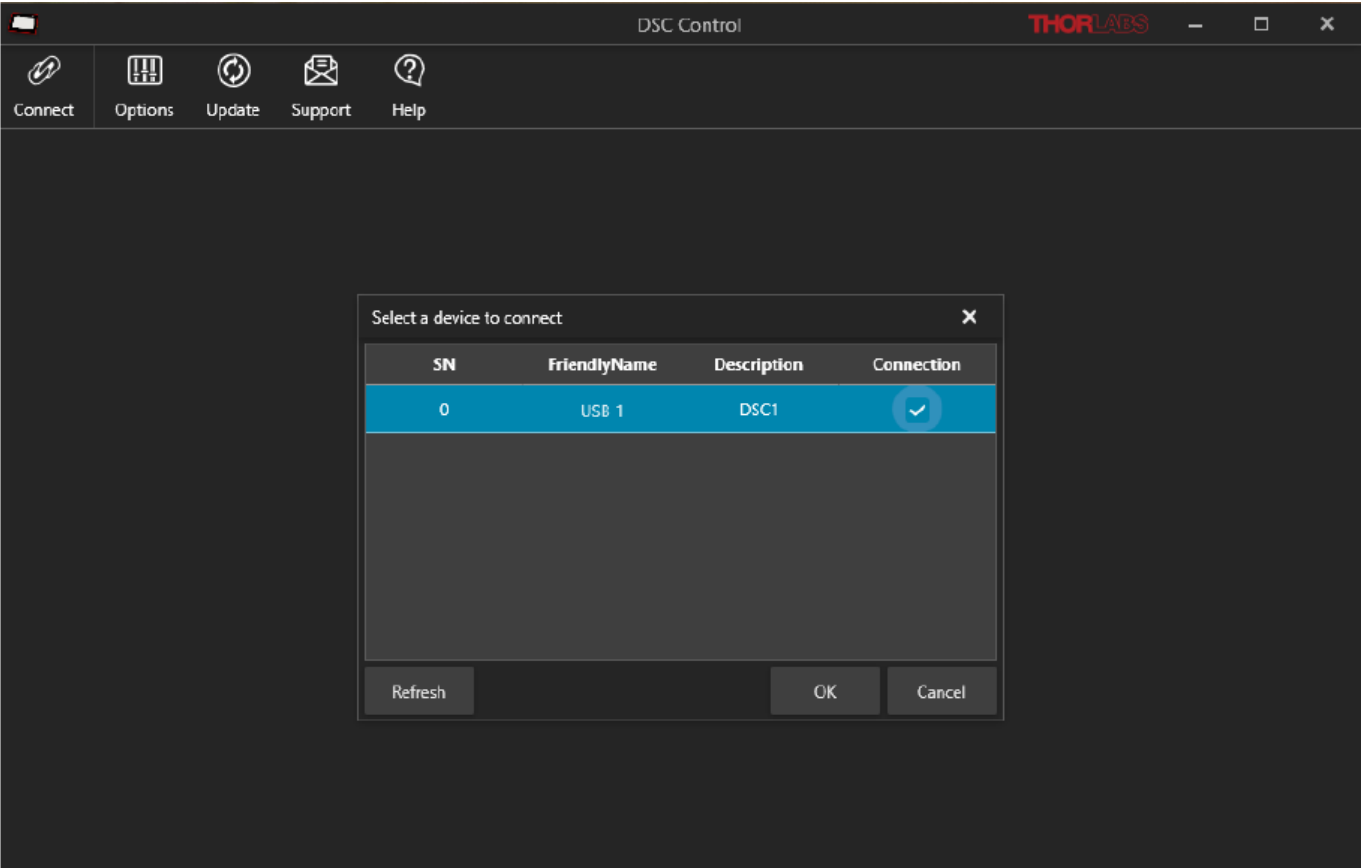 DSC Control THORLABS
Connect Options Update Support Help
Select a device to connect
SN FriendlyName Description Connection
0 USB 1 DSC1
Refresh OK Cancel